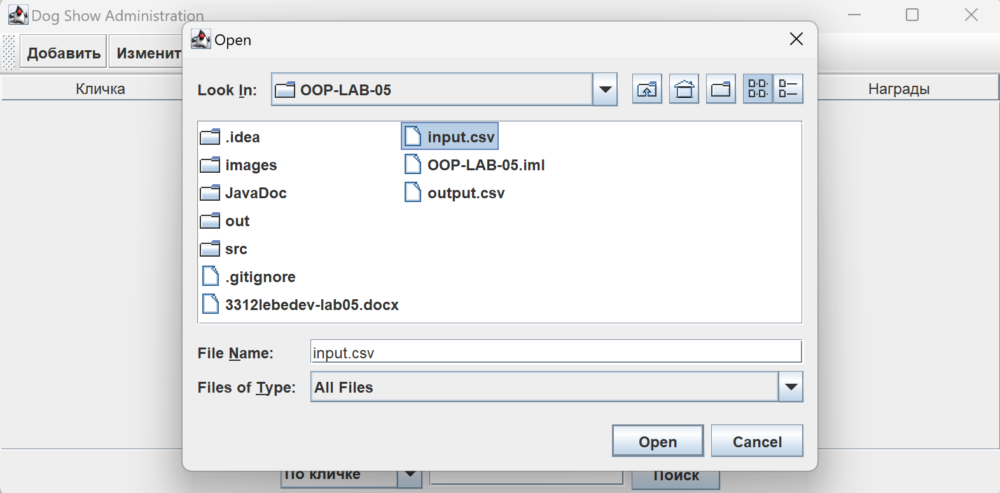 Dog Show Administration
Добавить
Изменит
Open
Кличка
Награды
Look In:
OOP-LAB-05
.idea
images
JavaDoc
out
src
.gitignore
3312lebedev-lab05.docx
input.csv
OOP-LAB-05.iml
output.csv
File Name:
input.csv
Files of Type:
All Files
Open
Cancel
По кличке
Поиск